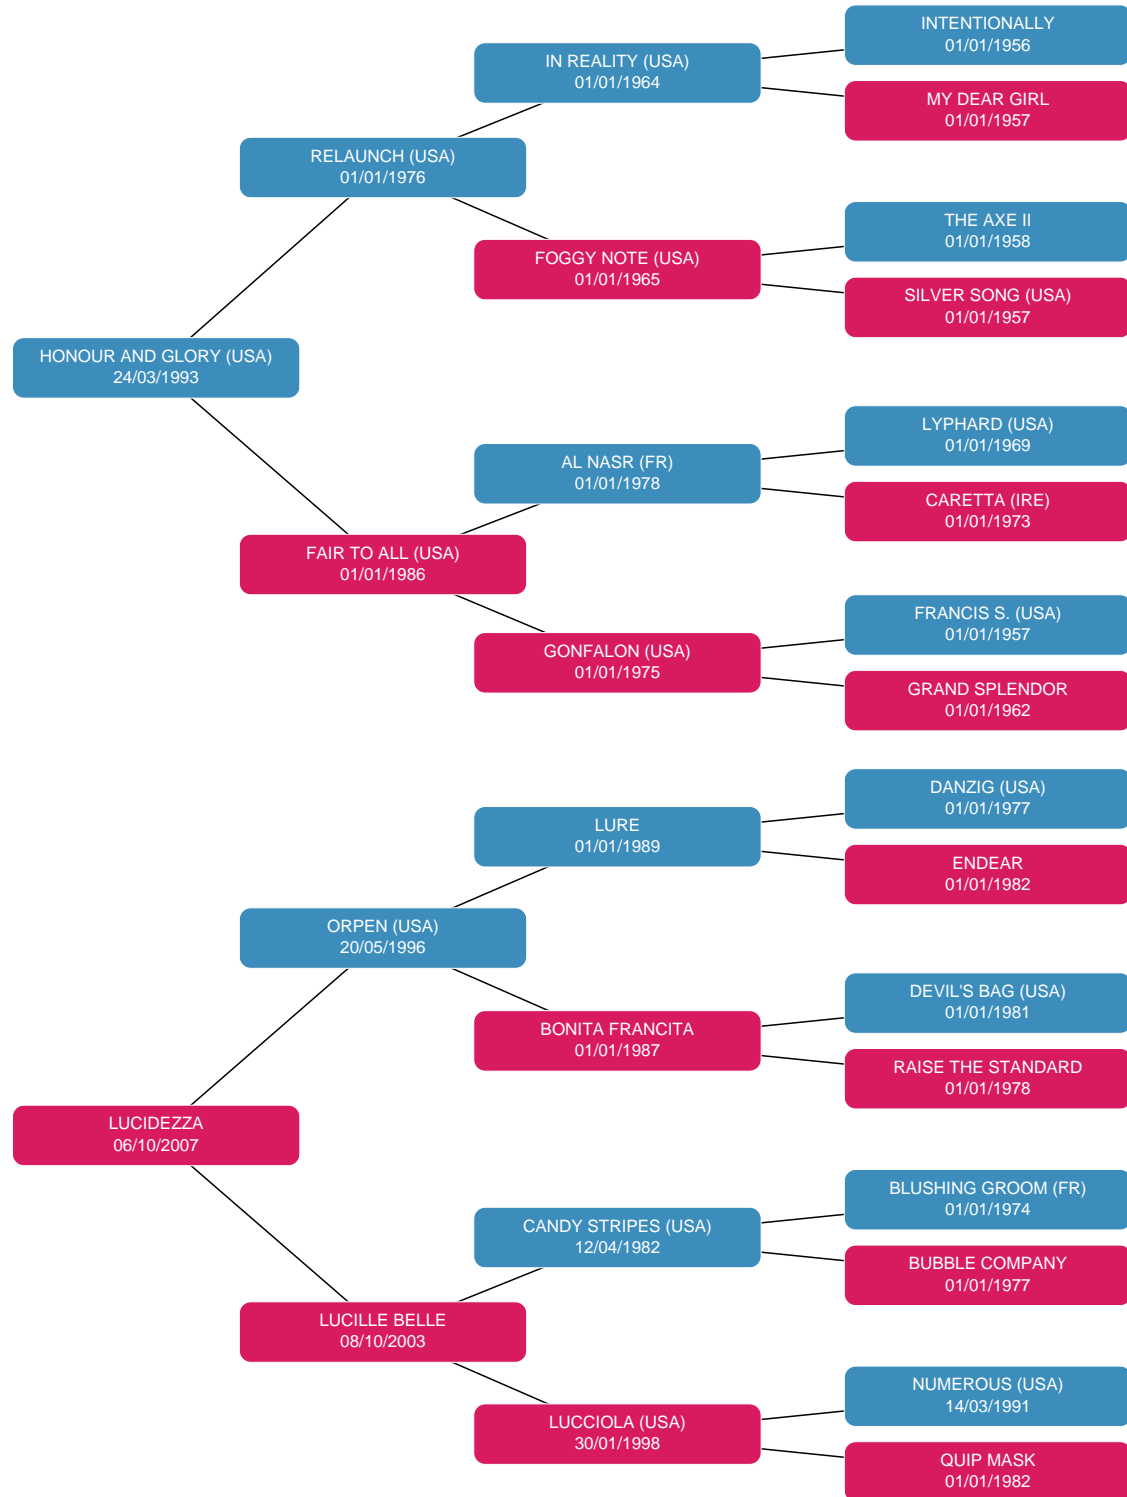 INTENTIONALLY
01/01/1956
IN REALITY (USA)
01/01/1964
MY DEAR GIRL
01/01/1957
RELAUNCH (USA)
01/01/1976
THE AXE II
01/01/1958
FOGGY NOTE (USA)
01/01/1965
SILVER SONG (USA)
01/01/1957
HONOUR AND GLORY (USA)
24/03/1993
LYPHARD (USA)
01/01/1969
AL NASR (FR)
01/01/1978
CARETTA (IRE)
01/01/1973
FAIR TO ALL (USA)
01/01/1986
FRANCIS S. (USA)
01/01/1957
GONFALON (USA)
01/01/1975
GRAND SPLENDOR
01/01/1962
DANZIG (USA)
01/01/1977
LURE
01/01/1989
ENDEAR
01/01/1982
ORPEN (USA)
20/05/1996
DEVIL'S BAG (USA)
01/01/1981
BONITA FRANCITA
01/01/1987
RAISE THE STANDARD
01/01/1978
LUCIDEZZA
06/10/2007
BLUSHING GROOM (FR)
01/01/1974
CANDY STRIPES (USA)
12/04/1982
BUBBLE COMPANY
01/01/1977
LUCILLE BELLE
08/10/2003
NUMEROUS (USA)
14/03/1991
LUCCIOLA (USA)
30/01/1998
QUIP MASK
01/01/1982